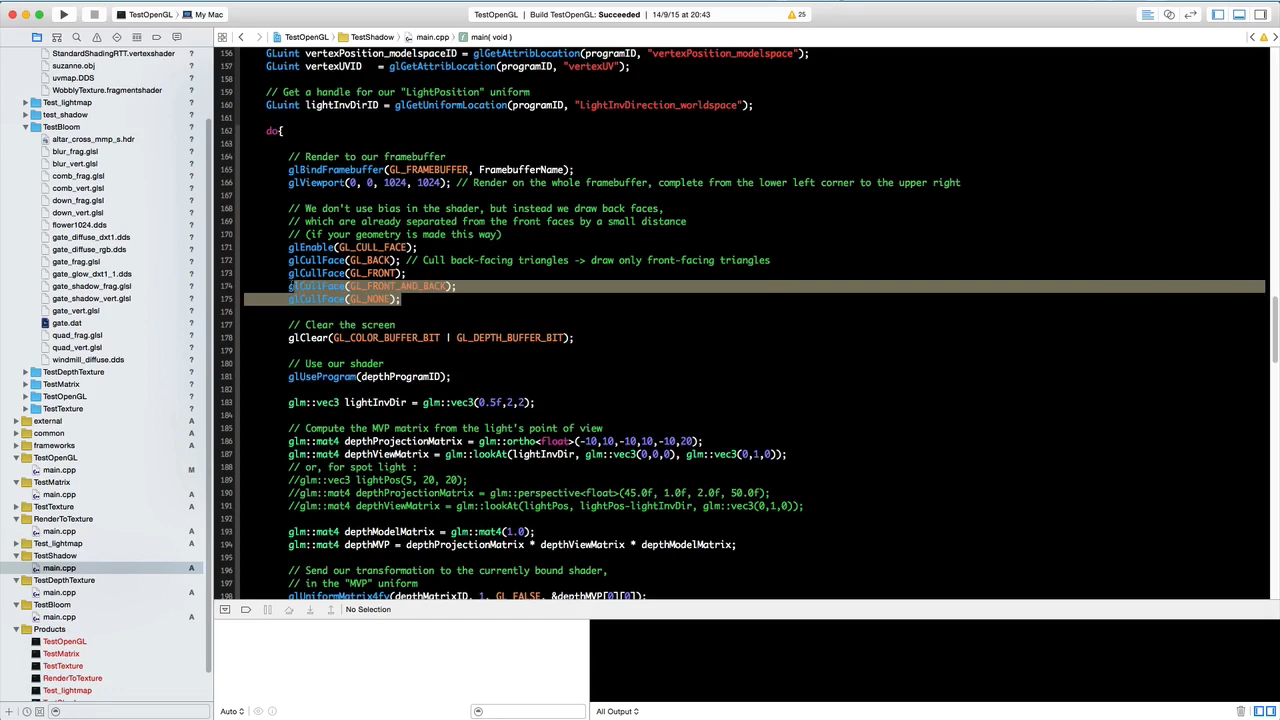 TestOpenGL
My Mac
TestOpenGL | Build TestOpenGL: Succeeded | 14/9/15 at 20:43
25
TestOpenGL
TestShadow
main.cpp
main( void )
StandardShadingRTT.vertexshader ?
suzanne.obj ?
uvmap.DDS ?
WobblyTexture.fragmentshader ?
Test_lightmap ?
test_shadow ?
TestBloom ?
altar_cross_mmp_s.hdr ?
blur_frag.glsl ?
blur_vert.glsl ?
comb_frag.glsl ?
comb_vert.glsl ?
down_frag.glsl ?
down_vert.glsl ?
flower1024.dds ?
gate_diffuse_dxt1.dds ?
gate_diffuse_rgb.dds ?
gate_frag.glsl ?
gate_glow_dxt1_1.dds ?
gate_shadow_frag.glsl ?
gate_shadow_vert.glsl ?
gate_vert.glsl ?
gate.dat ?
quad_frag.glsl ?
quad_vert.glsl ?
windmill_diffuse.dds ?
TestDepthTexture ?
TestMatrix ?
TestOpenGL ?
TestTexture ?
external
common
frameworks
TestOpenGL
main.cpp M
TestMatrix
main.cpp A
TestTexture
RenderToTexture
main.cpp A
Test_lightmap
TestShadow
main.cpp A
TestDepthTexture
main.cpp A
TestBloom
main.cpp A
Products
TestOpenGL
TestMatrix
TestTexture
RenderToTexture
Test_lightmap
156 GLuint vertexPosition_modelspaceID = glGetAttribLocation(programID, "vertexPosition_modelspace");
157 GLuint vertexUVID = glGetAttribLocation(programID, "vertexUV");
158
159 // Get a handle for our "LightPosition" uniform
160 GLuint lightInvDirID = glGetUniformLocation(programID, "LightInvDirection_worldspace");
161
162 do{
163
164 // Render to our framebuffer
165 glBindFramebuffer(GL_FRAMEBUFFER, FramebufferName);
166 glViewport(0, 0, 1024, 1024); // Render on the whole framebuffer, complete from the lower left corner to the upper right
167
168 // We don't use bias in the shader, but instead we draw back faces,
169 // which are already separated from the front faces by a small distance
170 // (if your geometry is made this way)
171 glEnable(GL_CULL_FACE);
172 glCullFace(GL_BACK); // Cull back-facing triangles -> draw only front-facing triangles
173 glCullFace(GL_FRONT);
174 glCullFace(GL_FRONT_AND_BACK);
175 glCullFace(GL_NONE);
176
177 // Clear the screen
178 glClear(GL_COLOR_BUFFER_BIT | GL_DEPTH_BUFFER_BIT);
179
180 // Use our shader
181 glUseProgram(depthProgramID);
182
183 glm::vec3 lightInvDir = glm::vec3(0.5f,2,2);
184
185 // Compute the MVP matrix from the light's point of view
186 glm::mat4 depthProjectionMatrix = glm::ortho<float>(-10,10,-10,10,-10,20);
187 glm::mat4 depthViewMatrix = glm::lookAt(lightInvDir, glm::vec3(0,0,0), glm::vec3(0,1,0));
188 // or, for spot light :
189 //glm::vec3 lightPos(5, 20, 20);
190 //glm::mat4 depthProjectionMatrix = glm::perspective<float>(45.0f, 1.0f, 2.0f, 50.0f);
191 //glm::mat4 depthViewMatrix = glm::lookAt(lightPos, lightPos-lightInvDir, glm::vec3(0,1,0));
192
193 glm::mat4 depthModelMatrix = glm::mat4(1.0);
194 glm::mat4 depthMVP = depthProjectionMatrix * depthViewMatrix * depthModelMatrix;
195
196 // Send our transformation to the currently bound shader,
197 // in the "MVP" uniform
198 glUniformMatrix4fv(depthMatrixID, 1, GL_FALSE, &depthMVP[0][0]);
No Selection
Auto
All Output